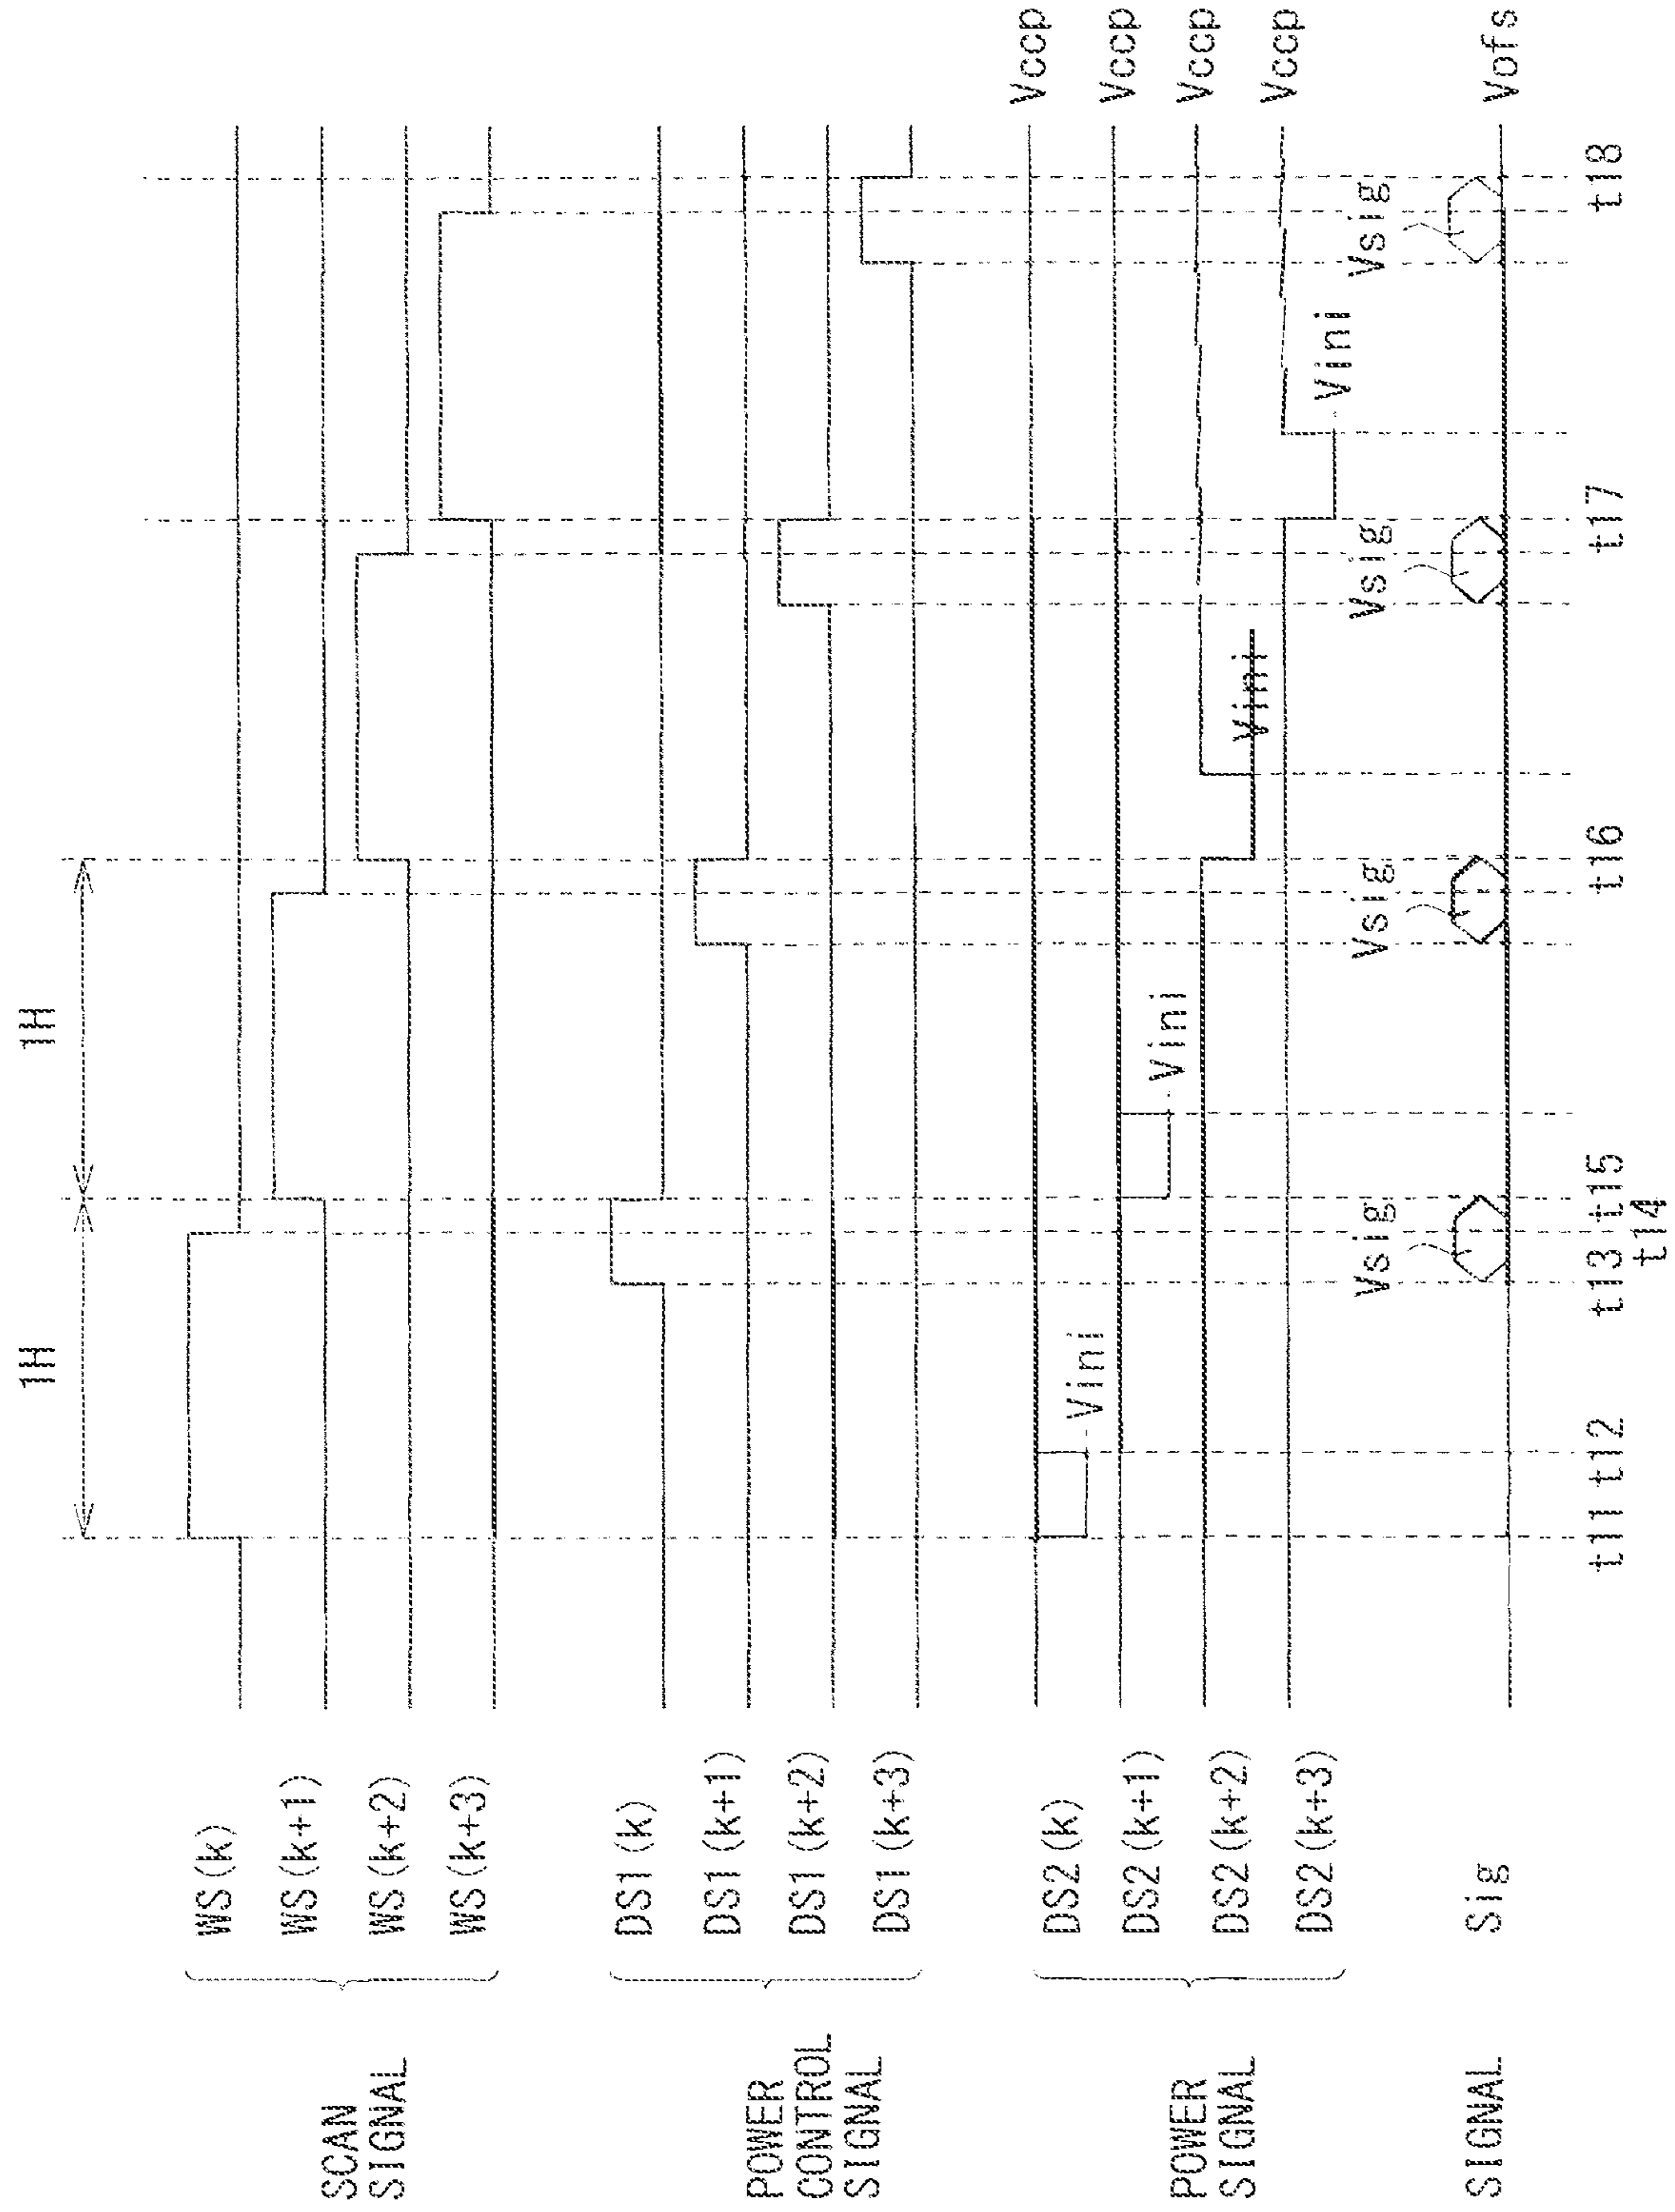 1H
1H
SCAN
SIGNAL
WS(k)
WS(k+1)
WS(k+2)
WS(k+3)
POWER
CONTROL
SIGNAL
DS1(k)
DS1(k+1)
DS1(k+2)
DS1(k+3)
POWER
SIGNAL
DS2(k)
Vini
Vccp
DS2(k+1)
Vini
Vccp
DS2(k+2)
Vini
Vccp
DS2(k+3)
Vini
Vccp
Vsig
Vsig
Vsig
Vsig
SIGNAL
Sig
Vofs
t11
t12
t13
t15
t16
t17
t18
t14